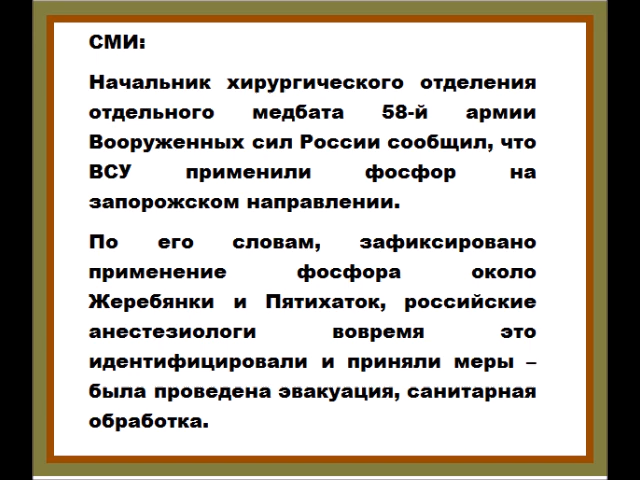 СМИ:
Начальник хирургического отделения
отдельного медбата 58-й армии
Вооруженных сил России сообщил, что
ВСУ применили фосфор на
запорожском направлении.
По его словам, зафиксировано
применение фосфора около
Жеребянки и Пятихаток, российские
анестезиологи вовремя это
идентифицировали и приняли меры –
была проведена эвакуация, санитарная
обработка.